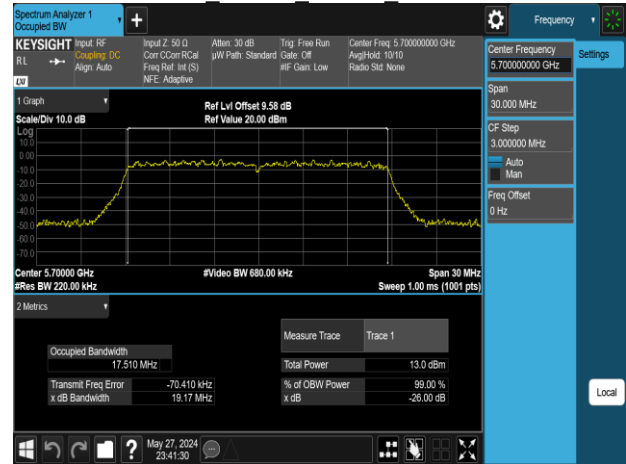 Spectrum Analyzer 1
Occupied BW
Frequency
KEYSIGHT
RL
LXI
Input: RF
Coupling: DC
Align: Auto
Input Z: 50 Ω
Corr CCorr RCal
Freq Ref: Int (S)
NFE: Adaptive
Atten: 30 dB
µW Path: Standard
Trig: Free Run
Gate: Off
#IF Gain: Low
Center Freq: 5.700000000 GHz
Avg|Hold: 10/10
Radio Std: None
Center Frequency
5.700000000 GHz
Settings
Span
30.000 MHz
CF Step
3.000000 MHz
Auto
Man
Freq Offset
0 Hz
Local
1 Graph
Scale/Div 10.0 dB
Ref Lvl Offset 9.58 dB
Ref Value 20.00 dBm
Log
10.0
0.00
-10.0
-20.0
-30.0
-40.0
-50.0
-60.0
-70.0
Center 5.70000 GHz
#Video BW 680.00 kHz
Span 30 MHz
#Res BW 220.00 kHz
Sweep 1.00 ms (1001 pts)
2 Metrics
Measure Trace
Trace 1
Occupied Bandwidth
17.510 MHz
Total Power
13.0 dBm
Transmit Freq Error
-70.410 kHz
% of OBW Power
99.00 %
x dB Bandwidth
19.17 MHz
x dB
-26.00 dB
May 27, 2024
23:41:30